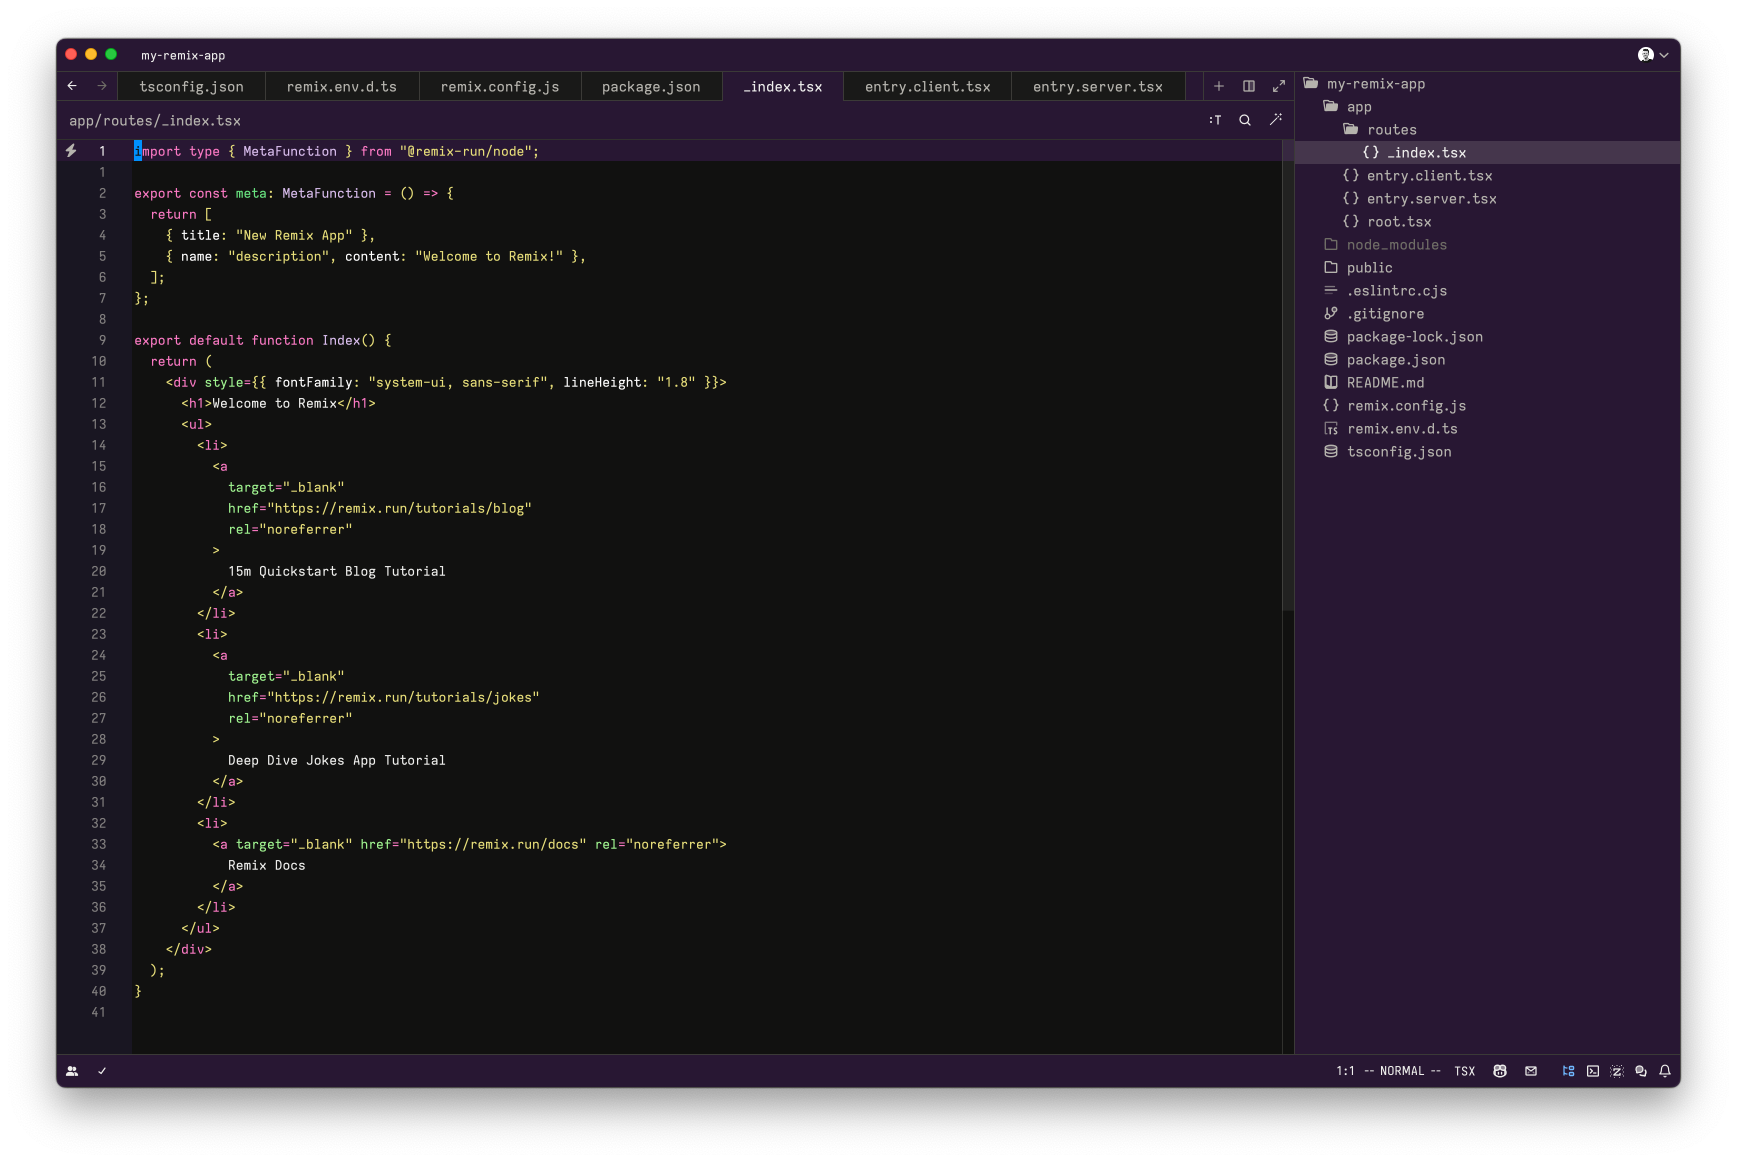 my-remix-app
tsconfig.json remix.env.d.ts remix.config.js package.json _index.tsx entry.client.tsx entry.server.tsx
app/routes/_index.tsx :T
1 import type { MetaFunction } from "@remix-run/node";
1
2 export const meta: MetaFunction = () => {
3   return [
4     { title: "New Remix App" },
5     { name: "description", content: "Welcome to Remix!" },
6   ];
7 };
8
9 export default function Index() {
10   return (
11     <div style={{ fontFamily: "system-ui, sans-serif", lineHeight: "1.8" }}>
12       <h1>Welcome to Remix</h1>
13       <ul>
14         <li>
15           <a
16             target="_blank"
17             href="https://remix.run/tutorials/blog"
18             rel="noreferrer"
19           >
20             15m Quickstart Blog Tutorial
21           </a>
22         </li>
23         <li>
24           <a
25             target="_blank"
26             href="https://remix.run/tutorials/jokes"
27             rel="noreferrer"
28           >
29             Deep Dive Jokes App Tutorial
30           </a>
31         </li>
32         <li>
33           <a target="_blank" href="https://remix.run/docs" rel="noreferrer">
34             Remix Docs
35           </a>
36         </li>
37       </ul>
38     </div>
39   );
40 }
41
my-remix-app
app
routes
{} _index.tsx
{} entry.client.tsx
{} entry.server.tsx
{} root.tsx
node_modules
public
.eslintrc.cjs
.gitignore
package-lock.json
package.json
README.md
{} remix.config.js
TS remix.env.d.ts
tsconfig.json
1:1 -- NORMAL -- TSX